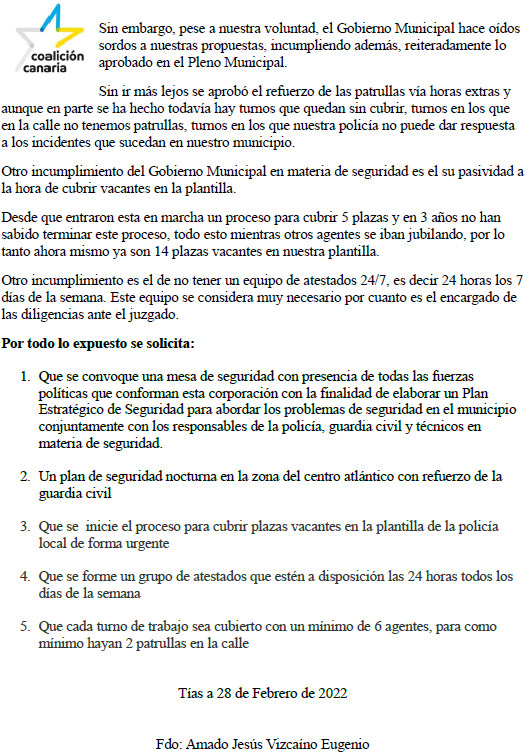 coalición
canaria
Sin embargo, pese a nuestra voluntad, el Gobierno Municipal hace oídos
sordos a nuestras propuestas, incumpliendo además, reiteradamente lo
aprobado en el Pleno Municipal.
Sin ir más lejos se aprobó el refuerzo de las patrullas vía horas extras y
aunque en parte se ha hecho todavía hay turnos que quedan sin cubrir, turnos en los que
en la calle no tenemos patrullas, turnos en los que nuestra policía no puede dar respuesta
a los incidentes que sucedan en nuestro municipio.
Otro incumplimiento del Gobierno Municipal en materia de seguridad es el su pasividad a
la hora de cubrir vacantes en la plantilla.
Desde que entraron esta en marcha un proceso para cubrir 5 plazas y en 3 años no han
sabido terminar este proceso, todo esto mientras otros agentes se iban jubilando, por lo
tanto ahora mismo ya son 14 plazas vacantes en nuestra plantilla.
Otro incumplimiento es el de no tener un equipo de atestados 24/7, es decir 24 horas los 7
días de la semana. Este equipo se considera muy necesario por cuanto es el encargado de
las diligencias ante el juzgado.
Por todo lo expuesto se solicita:
1. Que se convoque una mesa de seguridad con presencia de todas las fuerzas
políticas que conforman esta corporación con la finalidad de elaborar un Plan
Estratégico de Seguridad para abordar los problemas de seguridad en el municipio
conjuntamente con los responsables de la policía, guardia civil y técnicos en
materia de seguridad.
2. Un plan de seguridad nocturna en la zona del centro atlántico con refuerzo de la
guardia civil
3. Que se inicie el proceso para cubrir plazas vacantes en la plantilla de la policía
local de forma urgente
4. Que se forme un grupo de atestados que estén a disposición las 24 horas todos los
días de la semana
5. Que cada turno de trabajo sea cubierto con un mínimo de 6 agentes, para como
mínimo hayan 2 patrullas en la calle
Tías a 28 de Febrero de 2022
Fdo: Amado Jesús Vizcaíno Eugenio